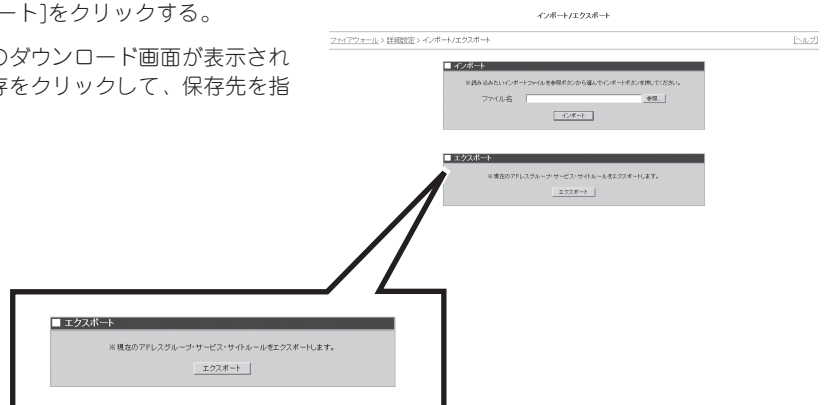 ート]をクリックする。
のダウンロード画面が表示され
存をクリックして、保存先を指
インポート/エクスポート
ファイアウォール > 詳細設定 > インポート/エクスポート
[ヘルプ]
■ インポート
※読み込みたいインポートファイルを参照ボタンから選んでインポートボタンを押してください。
ファイル名 参照...
インポート
■ エクスポート
※現在のアドレスグループ・サービス・サイトルールをエクスポートします。
エクスポート
■ エクスポート
※現在のアドレスグループ・サービス・サイトルールをエクスポートします。
エクスポート